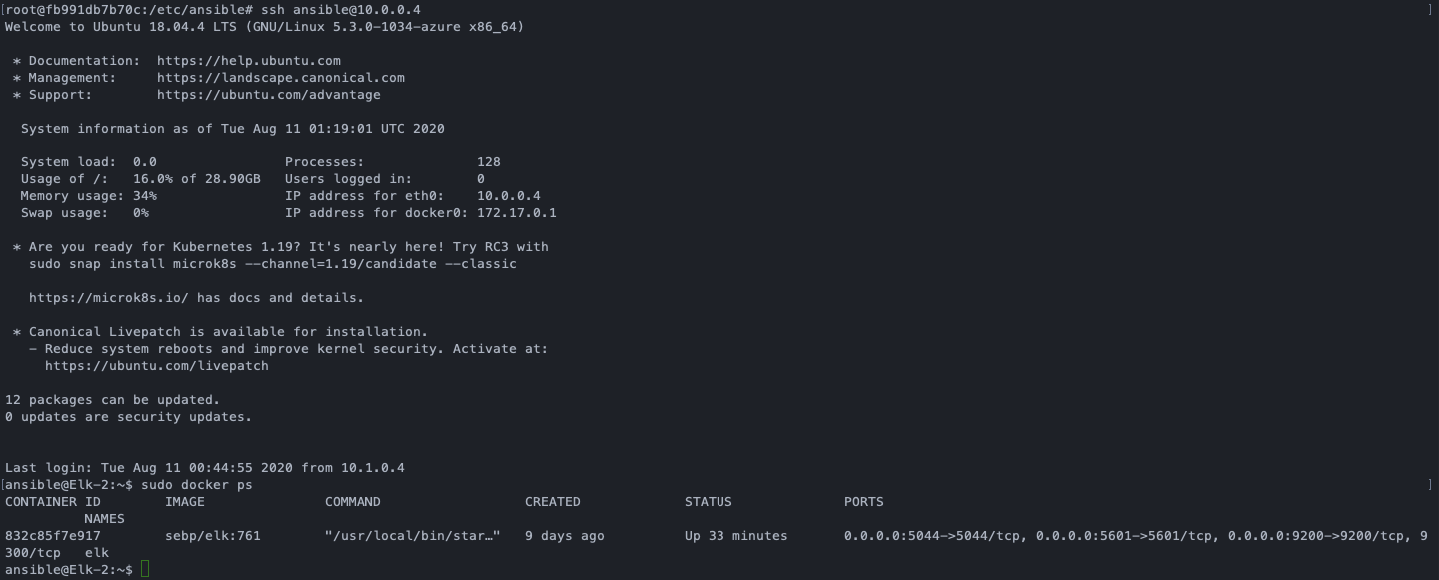 [root@fb991db7b70c:/etc/ansible# ssh ansible@10.0.0.4 ]
Welcome to Ubuntu 18.04.4 LTS (GNU/Linux 5.3.0-1034-azure x86_64)
* Documentation:  https://help.ubuntu.com
* Management:     https://landscape.canonical.com
* Support:        https://ubuntu.com/advantage
System information as of Tue Aug 11 01:19:01 UTC 2020
System load:  0.0                Processes:              128
Usage of /:   16.0% of 28.90GB   Users logged in:        0
Memory usage: 34%                IP address for eth0:    10.0.0.4
Swap usage:   0%                 IP address for docker0: 172.17.0.1
* Are you ready for Kubernetes 1.19? It's nearly here! Try RC3 with
sudo snap install microk8s --channel=1.19/candidate --classic
https://microk8s.io/ has docs and details.
* Canonical Livepatch is available for installation.
- Reduce system reboots and improve kernel security. Activate at:
https://ubuntu.com/livepatch
12 packages can be updated.
0 updates are security updates.
Last login: Tue Aug 11 00:44:55 2020 from 10.1.0.4
[ansible@Elk-2:~$ sudo docker ps ]
CONTAINER ID        IMAGE               COMMAND                  CREATED             STATUS              PORTS
NAMES
832c85f7e917        sebp/elk:761        "/usr/local/bin/star…"   9 days ago          Up 33 minutes       0.0.0.0:5044->5044/tcp, 0.0.0.0:5601->5601/tcp, 0.0.0.0:9200->9200/tcp, 9
300/tcp   elk
ansible@Elk-2:~$